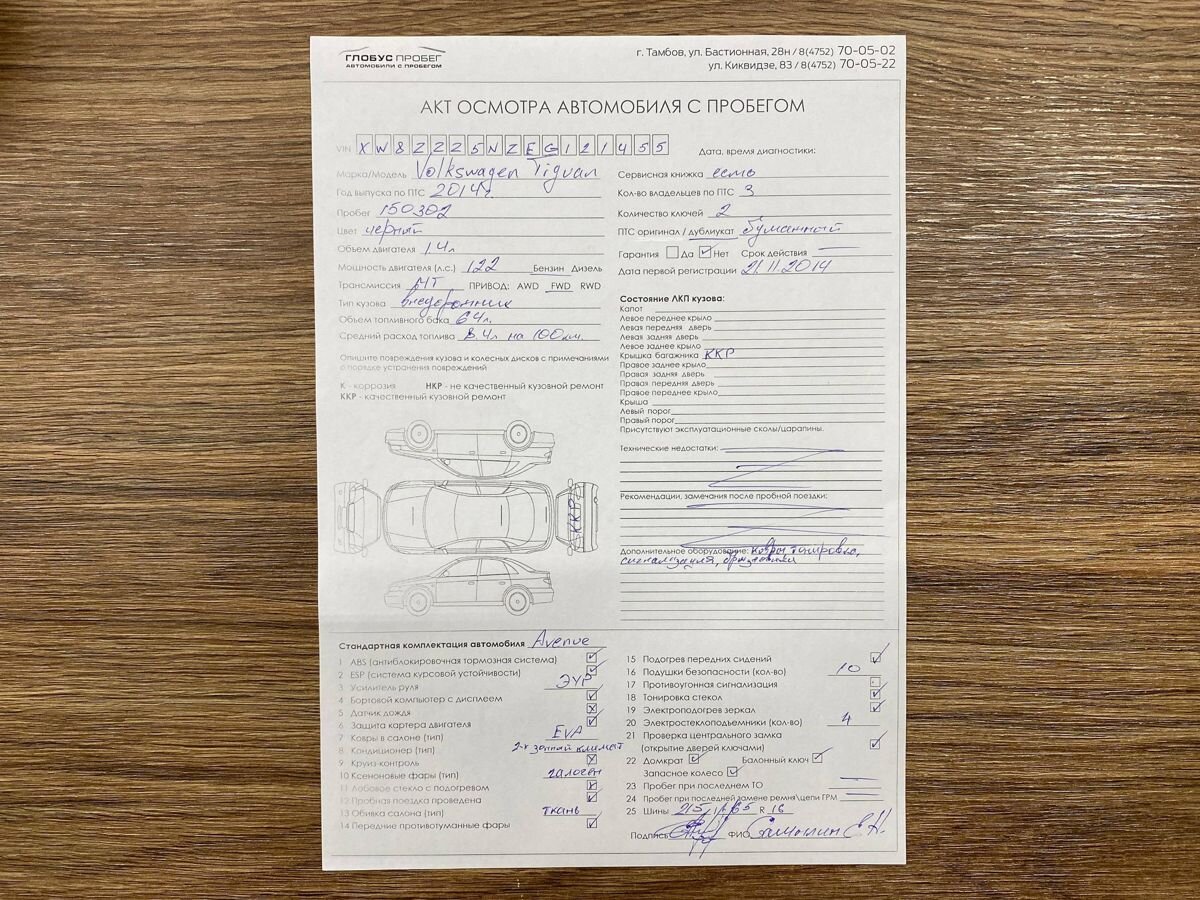 ГЛОБУС ПРОБЕГ
АВТОМОБИЛИ С ПРОБЕГОМ
г. Тамбов, ул. Бастионная, 28н / 8(4752) 70-05-02
ул. Киквидзе, 83 / 8(4752) 70-05-22
АКТ ОСМОТРА АВТОМОБИЛЯ С ПРОБЕГОМ
VIN XW8ZZZ5NZEG121455
Марка/Модель Volkswagen Tiguan
Год выпуска по ПТС 2014г.
Пробег 150302
Цвет черный
Объем двигателя 1.4л
Мощность двигателя (л.с.) 122 Бензин Дизель
Трансмиссия МТ ПРИВОД: AWD FWD RWD
Тип кузова внедорожник
Объем топливного бака 64л.
Средний расход топлива 8.4л на 100км.
Опишите повреждения кузова и колесных дисков с примечаниями
о порядке устранения повреждений
К - коррозия НКР - не качественный кузовной ремонт
ККР - качественный кузовной ремонт
ККР
Дата, время диагностики:
Сервисная книжка есть
Кол-во владельцев по ПТС 3
Количество ключей 2
ПТС оригинал / дубликат бумажный
Гарантия Да Нет Срок действия
Дата первой регистрации 21.11.2014
Состояние ЛКП кузова:
Капот
Левое переднее крыло
Левая передняя дверь
Левая задняя дверь
Левое заднее крыло
Крышка багажника ККР
Правое заднее крыло
Правая задняя дверь
Правая передняя дверь
Правое переднее крыло
Крыша
Левый порог
Правый порог
Присутствуют эксплуатационные сколы/царапины.
Технические недостатки:
Рекомендации, замечания после пробной поездки:
Дополнительное оборудование: ковры, тонировка,
сигнализация, брызговики
Стандартная комплектация автомобиля Avenue
1 ABS (антиблокировочная тормозная система)
2 ESP (система курсовой устойчивости)
3 Усилитель руля ЭУР
4 Бортовой компьютер с дисплеем
5 Датчик дождя
6 Защита картера двигателя
7 Ковры в салоне (тип) EVA
8 Кондиционер (тип) 2-х зонный климат
9 Круиз-контроль
10 Ксеноновые фары (тип) галоген
11 Лобовое стекло с подогревом
12 Пробная поездка проведена
13 Обивка салона (тип) ткань
14 Передние противотуманные фары
15 Подогрев передних сидений
16 Подушки безопасности (кол-во) 10
17 Противоугонная сигнализация
18 Тонировка стекол
19 Электроподогрев зеркал
20 Электростеклоподъемники (кол-во) 4
21 Проверка центрального замка
(открытие дверей ключами)
22 Домкрат Балонный ключ
Запасное колесо
23 Пробег при последнем ТО
24 Пробег при последней замене ремня\цепи ГРМ
25 Шины 215 / 65 R 16
Подпись ФИО